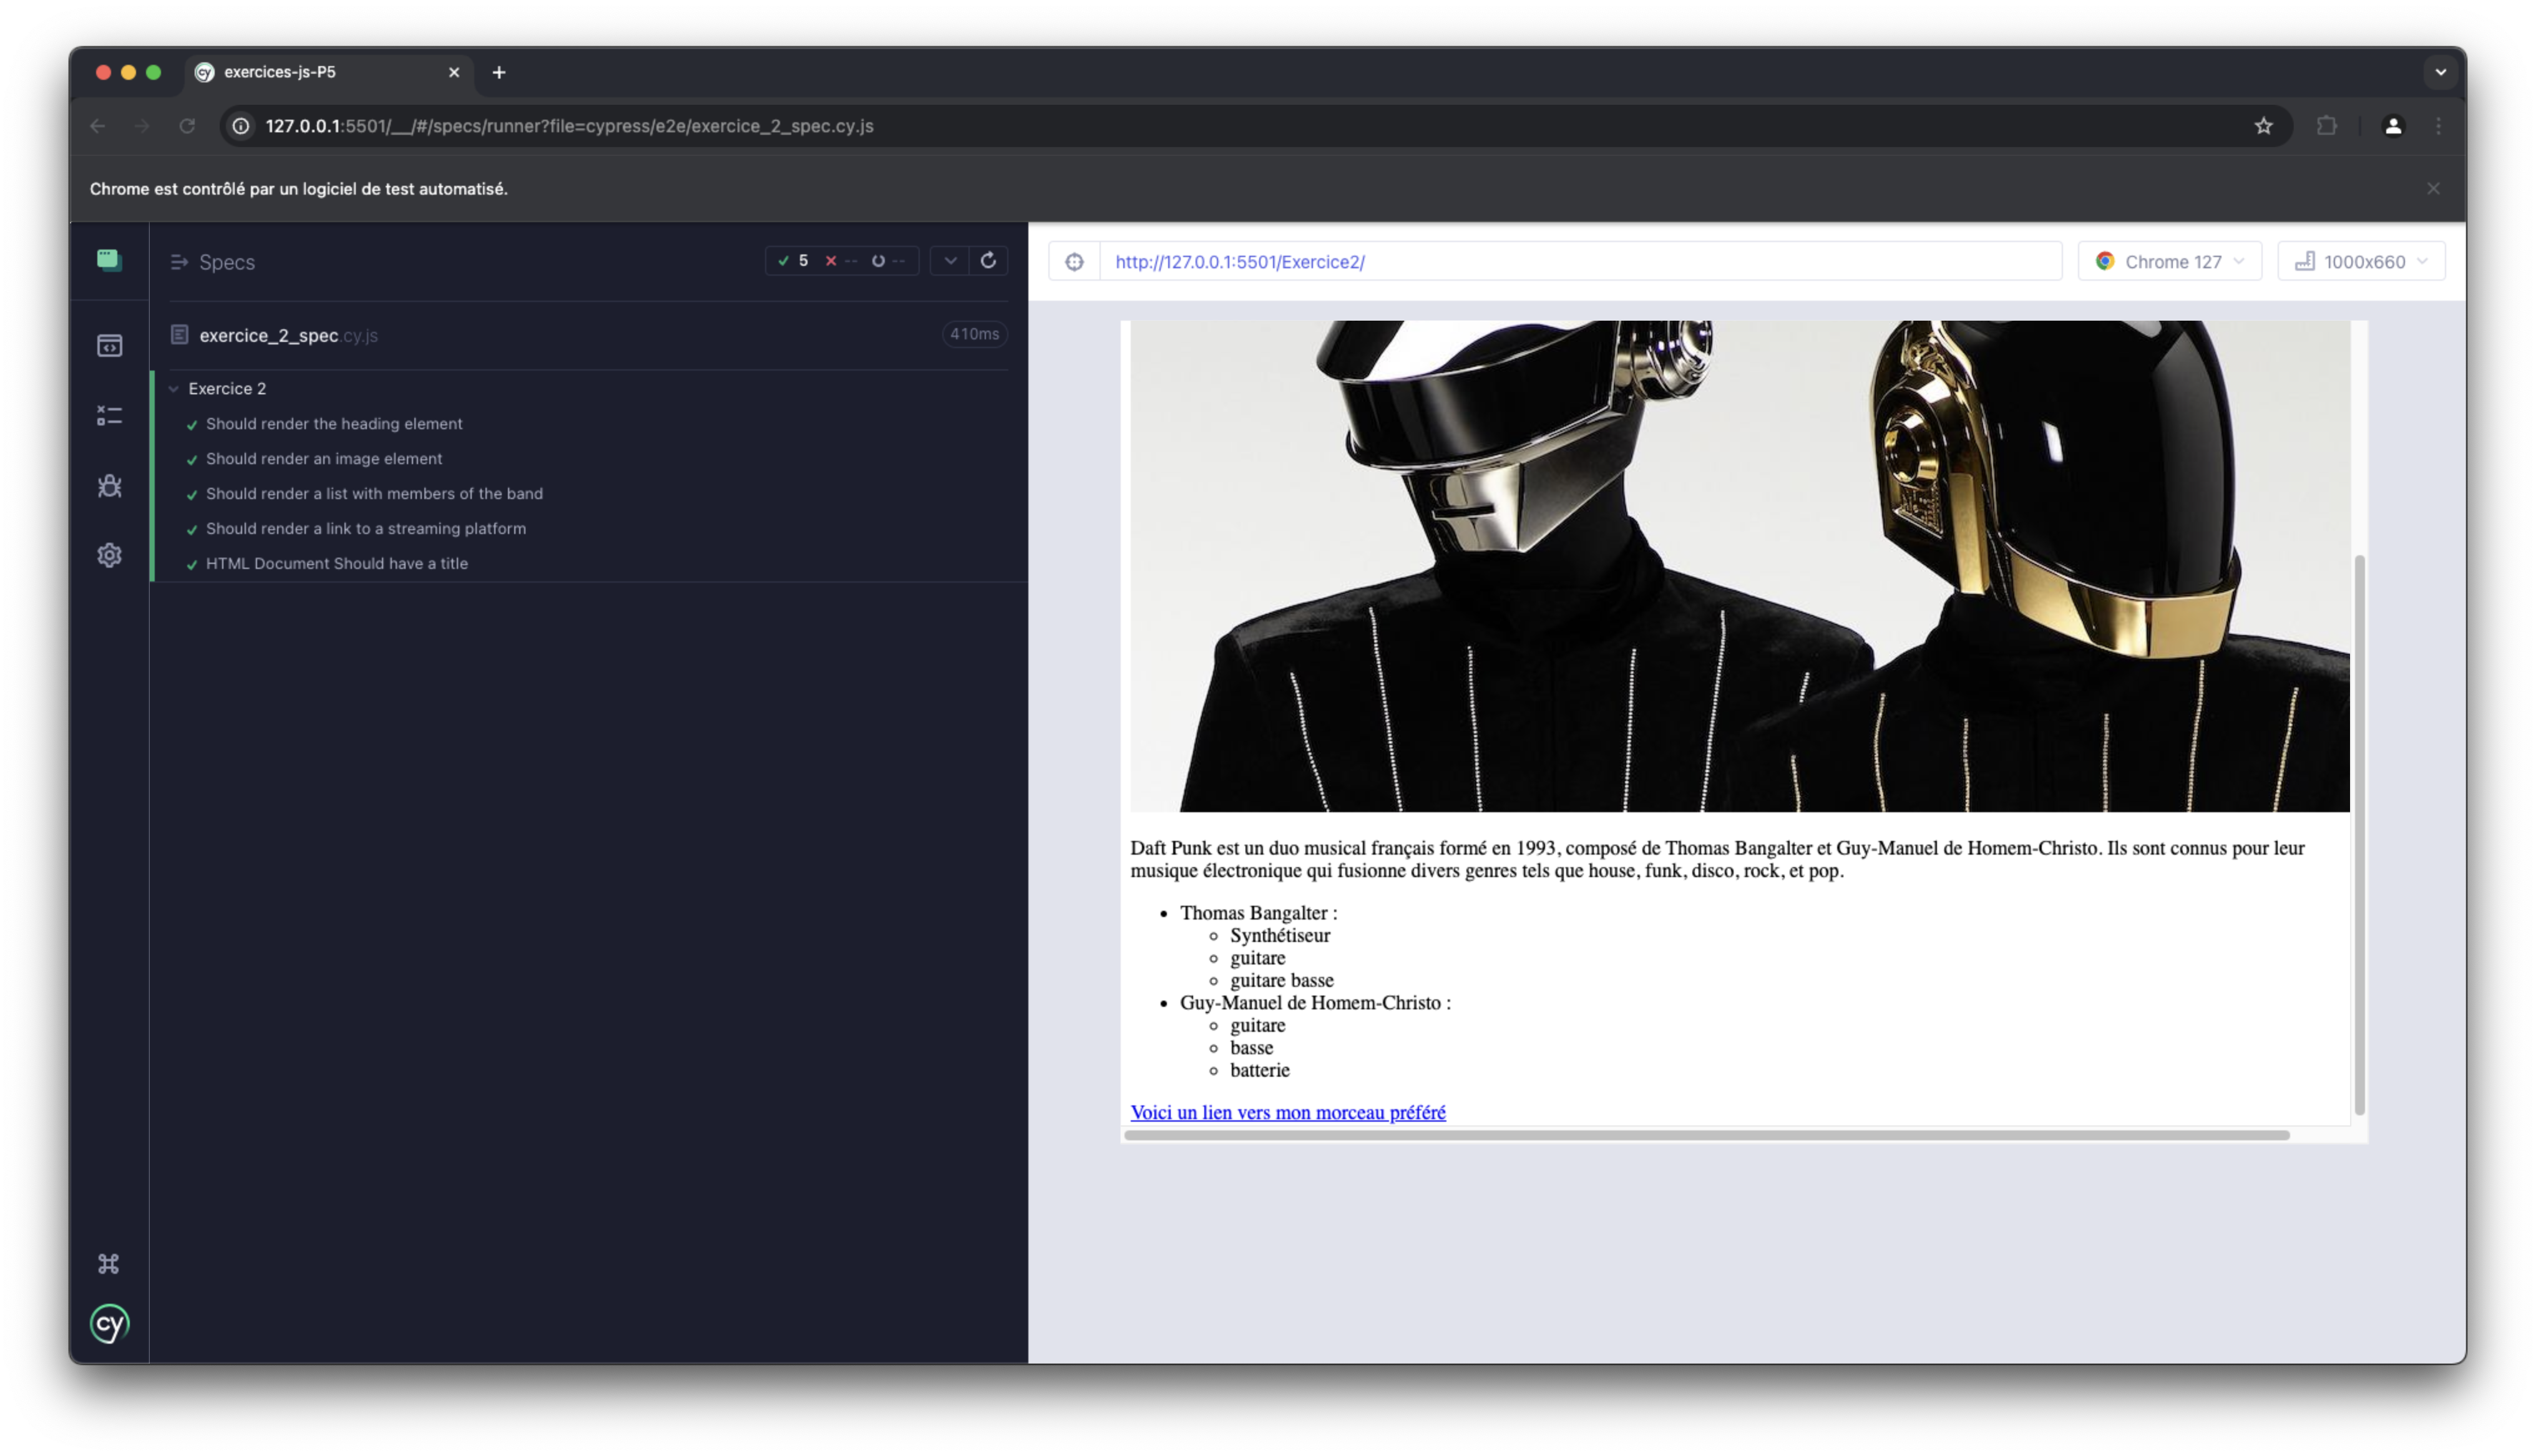 exercices-js-P5
127.0.0.1:5501/__/#/specs/runner?file=cypress/e2e/exercice_2_spec.cy.js
Chrome est contrôlé par un logiciel de test automatisé.
Specs
5 -- --
exercice_2_spec.cy.js
410ms
Exercice 2
Should render the heading element
Should render an image element
Should render a list with members of the band
Should render a link to a streaming platform
HTML Document Should have a title
cy
http://127.0.0.1:5501/Exercice2/
Chrome 127
1000x660
Daft Punk est un duo musical français formé en 1993, composé de Thomas Bangalter et Guy-Manuel de Homem-Christo. Ils sont connus pour leur
musique électronique qui fusionne divers genres tels que house, funk, disco, rock, et pop.
Thomas Bangalter :
Synthétiseur
guitare
guitare basse
Guy-Manuel de Homem-Christo :
guitare
basse
batterie
Voici un lien vers mon morceau préféré